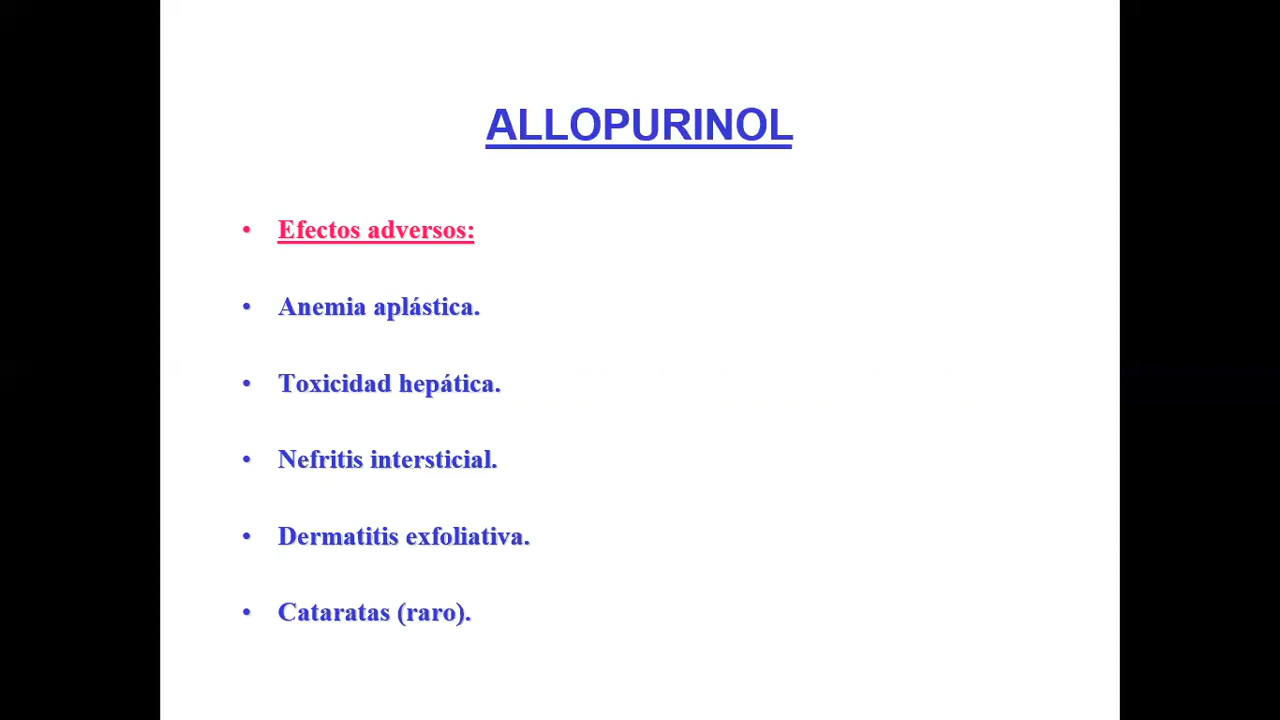 ALLOPURINOL
• Efectos adversos:
• Anemia aplástica.
• Toxicidad hepática.
• Nefritis intersticial.
• Dermatitis exfoliativa.
• Cataratas (raro).